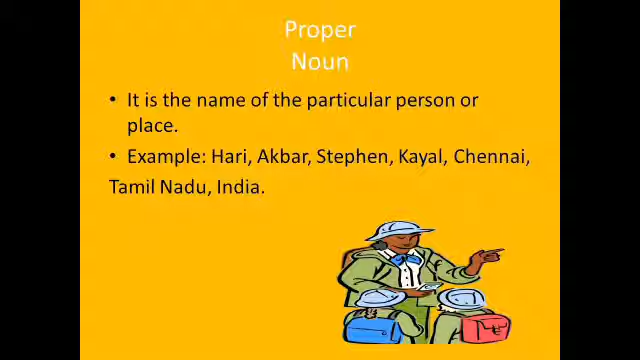 Proper
Noun
• It is the name of the particular person or
place.
• Example: Hari, Akbar, Stephen, Kayal, Chennai,
Tamil Nadu, India.